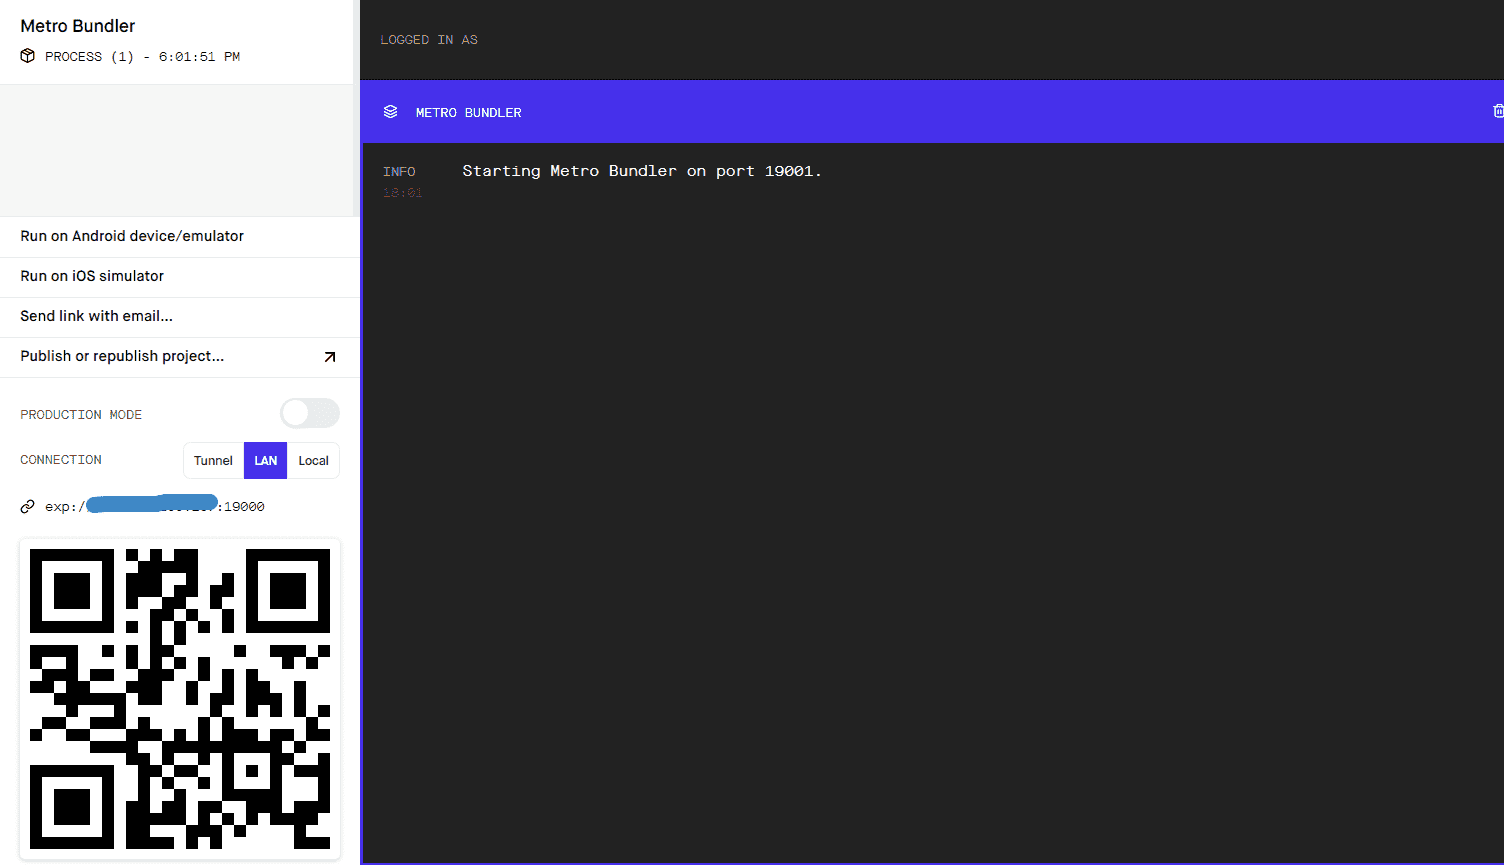 Metro Bundler
PROCESS (1) - 6:01:51 PM
Run on Android device/emulator
Run on iOS simulator
Send link with email...
Publish or republish project...
PRODUCTION MODE
CONNECTION
Tunnel
LAN
Local
exp:/
:19000
LOGGED IN AS
METRO BUNDLER
INFO
Starting Metro Bundler on port 19001.
18:01